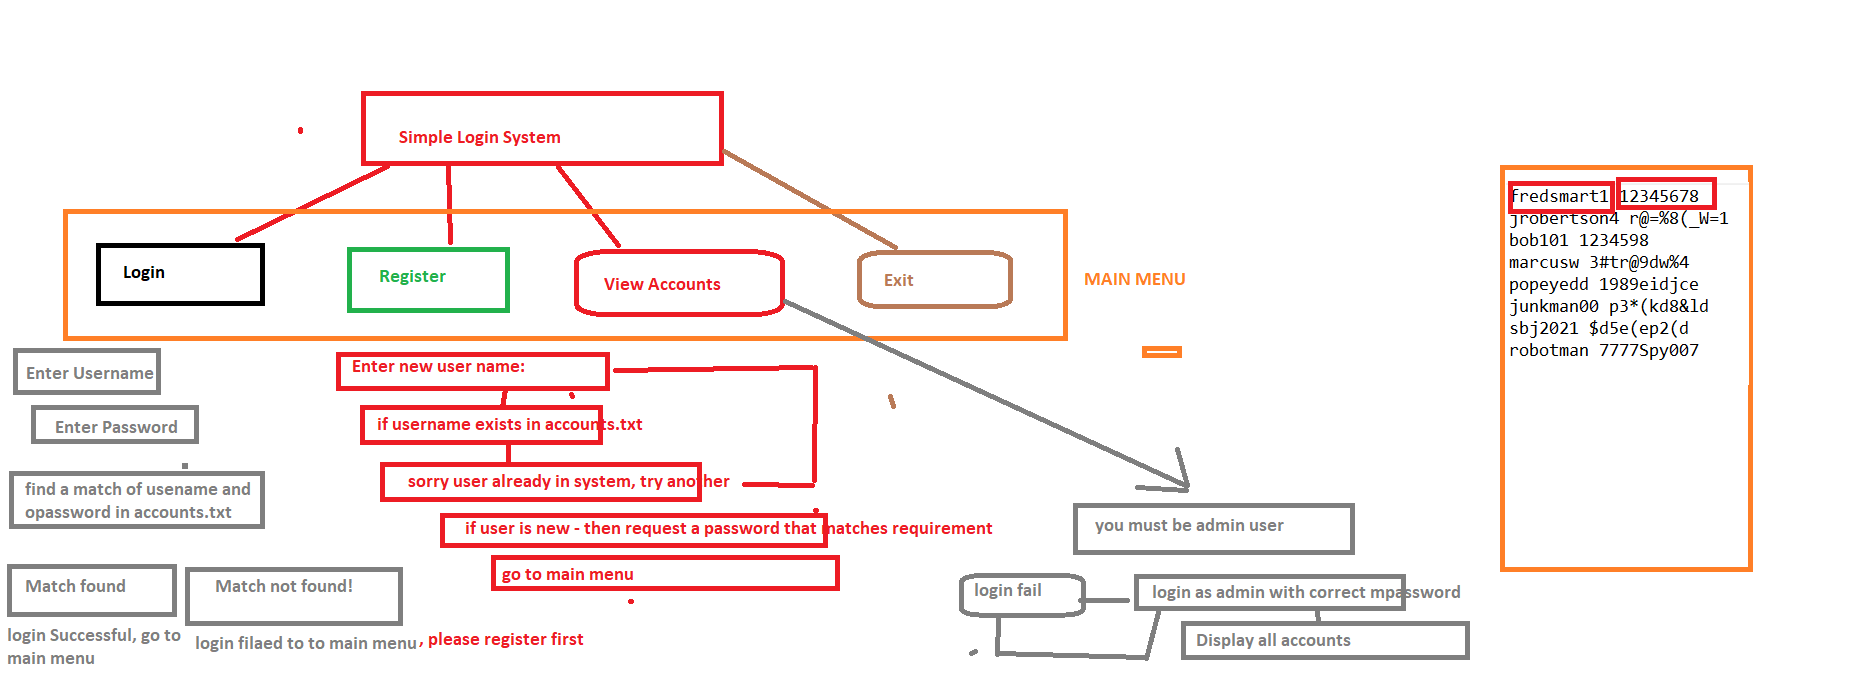 Simple Login System
Login
Register
View Accounts
Exit
MAIN MENU
Enter Username
Enter Password
find a match of usename and
opassword in accounts.txt
Match found
Match not found!
login Successful, go to
main menu
login filaed to to main menu, please register first
Enter new user name:
if username exists in accounts.txt
sorry user already in system, try another
if user is new - then request a password that matches requirement
go to main menu
you must be admin user
login fail
login as admin with correct mpassword
Display all accounts
fredsmart1 12345678
jrobertson4 r@=%8(_W=1
bob101 1234598
marcusw 3#tr@9dw%4
popeyedd 1989eidjce
junkman00 p3*(kd8&ld
sbj2021 $d5e(ep2(d
robotman 7777Spy007